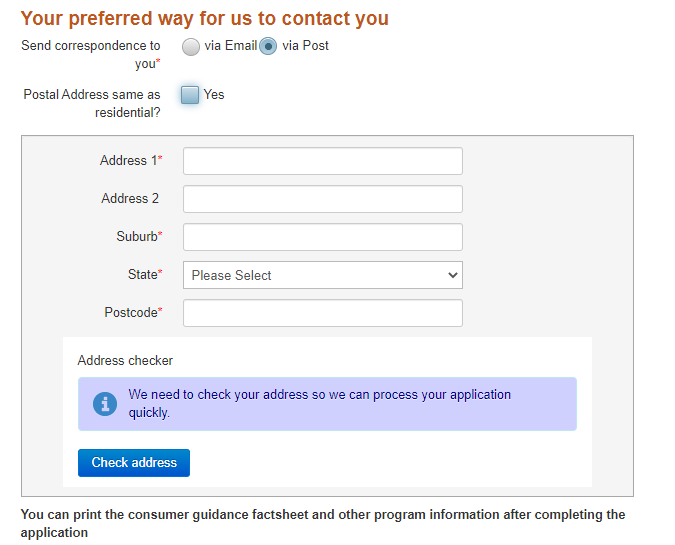 Your preferred way for us to contact you
Send correspondence to you* via Email via Post
Postal Address same as residential? Yes
Address 1*
Address 2
Suburb*
State* Please Select
Postcode*
Address checker
We need to check your address so we can process your application
quickly.
Check address
You can print the consumer guidance factsheet and other program information after completing the
application